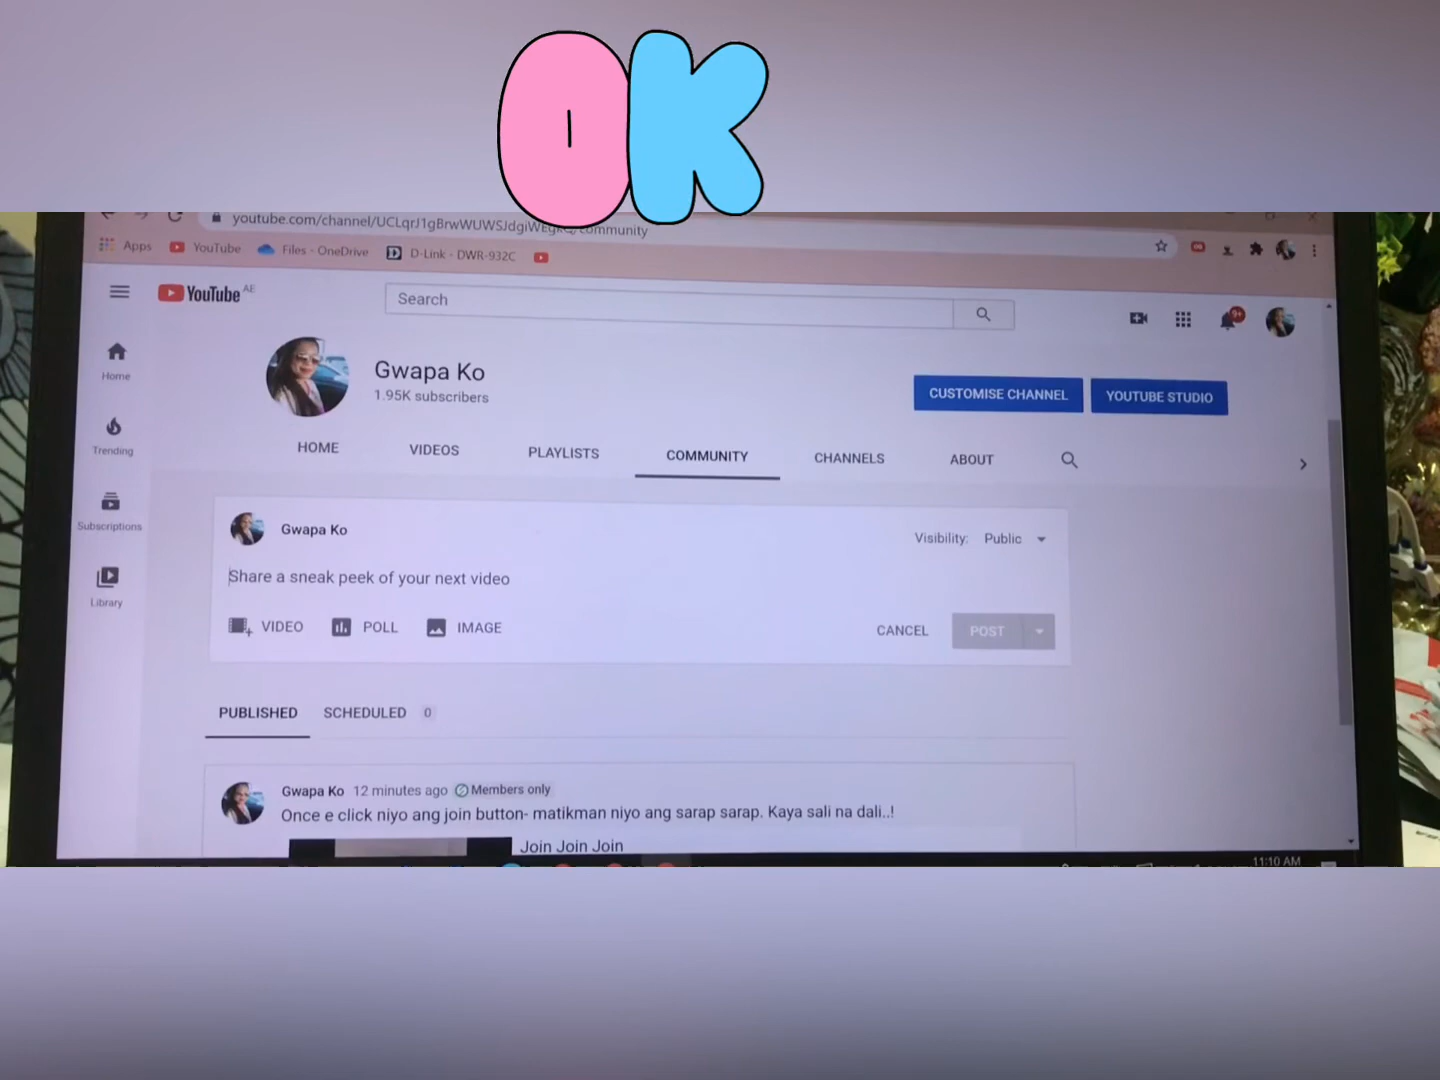 OK
youtube.com/channel/
community
Apps YouTube Files - OneDrive D-Link - DWR-932C
YouTube AE
Search
9+
Home
Trending
Subscriptions
Library
Gwapa Ko
1.95K subscribers
CUSTOMISE CHANNEL
YOUTUBE STUDIO
HOME VIDEOS PLAYLISTS COMMUNITY CHANNELS ABOUT
Gwapa Ko
Visibility: Public
Share a sneak peek of your next video
VIDEO POLL IMAGE
CANCEL POST
PUBLISHED SCHEDULED 0
Gwapa Ko 12 minutes ago Members only
Once e click niyo ang join button- matikman niyo ang sarap sarap. Kaya sali na dali..!
Join Join Join
11:10 AM